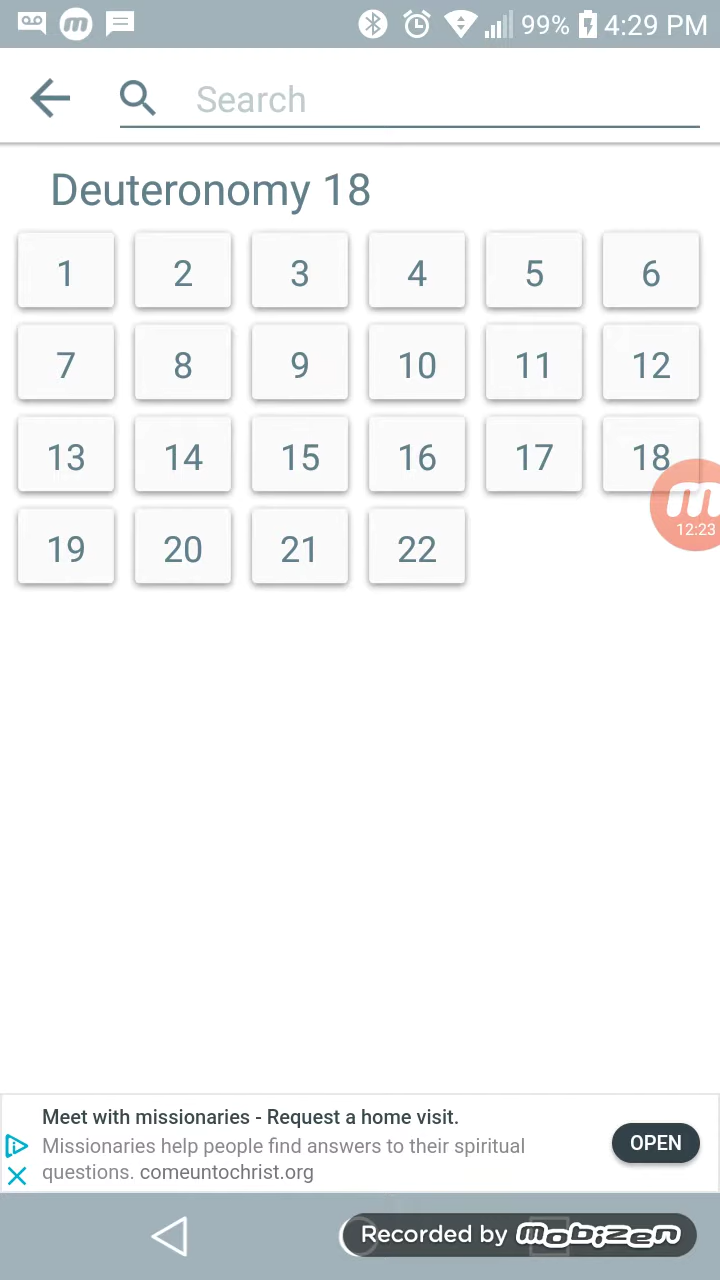 99% 4:29 PM
Search
Deuteronomy 18
1 2 3 4 5 6
7 8 9 10 11 12
13 14 15 16 17 18
m
12:23
19 20 21 22
Meet with missionaries - Request a home visit.
Missionaries help people find answers to their spiritual
questions. comeuntochrist.org
OPEN
Recorded by mobizen